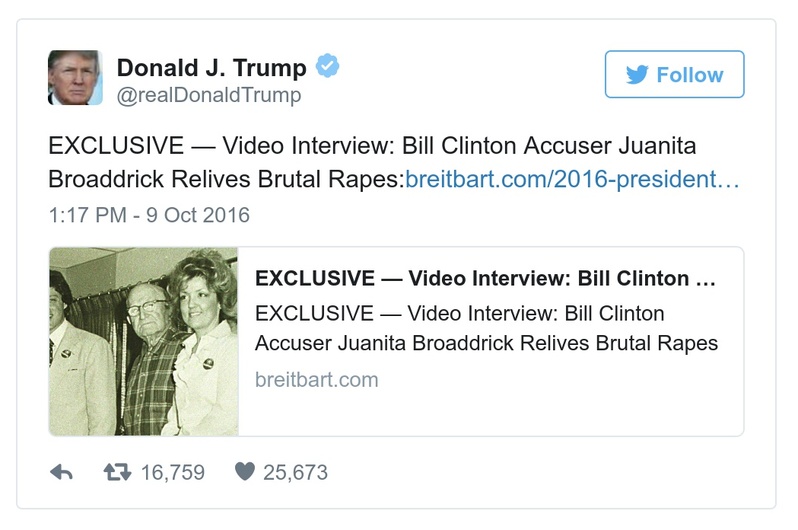 Donald J. Trump
@realDonaldTrump
Follow
EXCLUSIVE — Video Interview: Bill Clinton Accuser Juanita
Broaddrick Relives Brutal Rapes:breitbart.com/2016-president…
1:17 PM - 9 Oct 2016
EXCLUSIVE — Video Interview: Bill Clinton …
EXCLUSIVE — Video Interview: Bill Clinton
Accuser Juanita Broaddrick Relives Brutal Rapes
breitbart.com
16,759
25,673